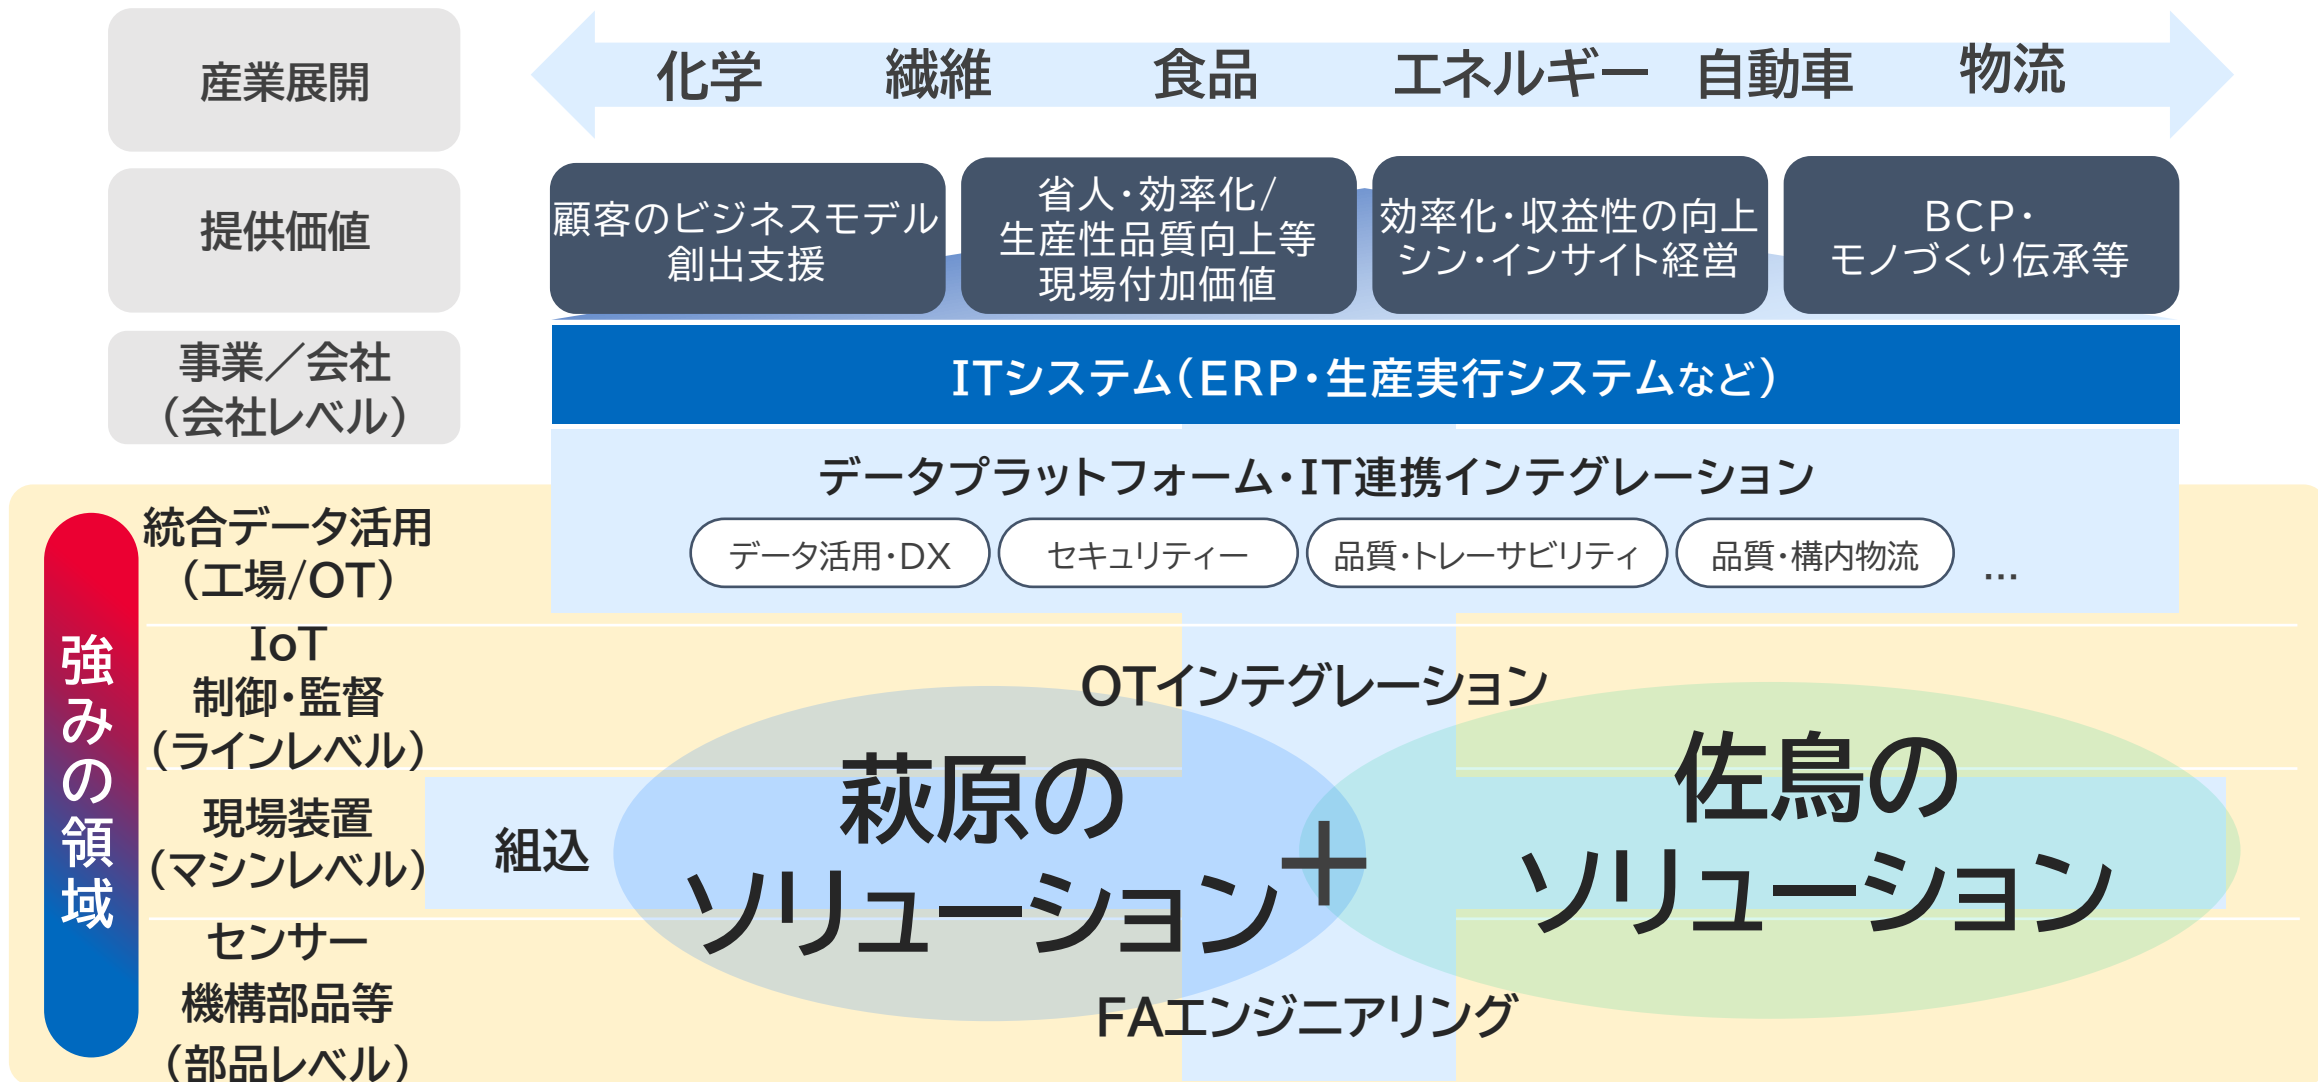 産業展開
化学 繊維 食品 エネルギー 自動車 物流
提供価値
顧客のビジネスモデル
創出支援
省人・効率化/
生産性品質向上等
現場付加価値
効率化・収益性の向上
シン・インサイト経営
BCP・
モノづくり伝承等
事業／会社
（会社レベル）
ITシステム（ERP・生産実行システムなど）
データプラットフォーム・IT連携インテグレーション
データ活用・DX
セキュリティー
品質・トレーサビリティ
品質・構内物流
…
強みの領域
統合データ活用
（工場/OT）
IoT
制御・監督
（ラインレベル）
現場装置
（マシンレベル）
センサー
機構部品等
（部品レベル）
OTインテグレーション
組込
萩原の
ソリューション
＋
佐鳥の
ソリューション
FAエンジニアリング